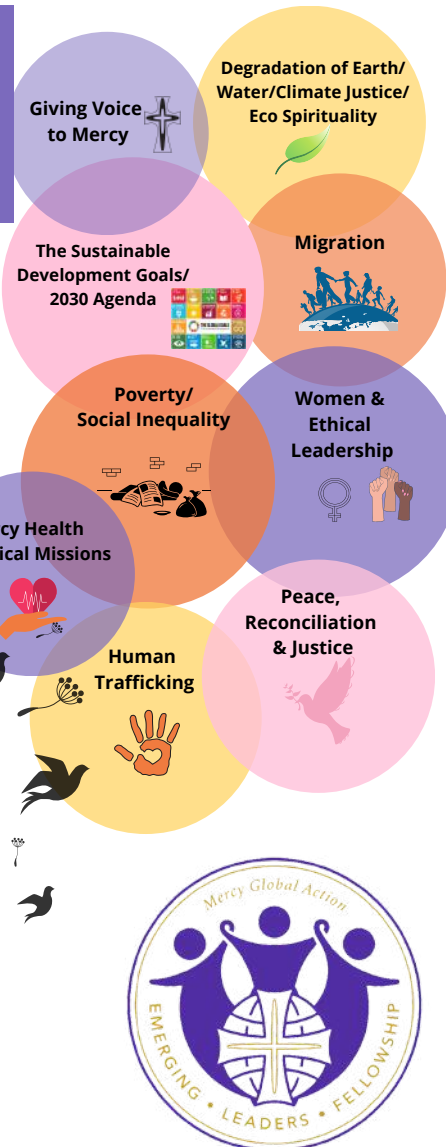 Giving Voice
to Mercy
Degradation of Earth/
Water/Climate Justice/
Eco Spirituality
The Sustainable
Development Goals/
2030 Agenda
Migration
Poverty/
Social Inequality
Women &
Ethical
Leadership
cy Health
ical Missions
Peace,
Reconciliation
& Justice
Human
Trafficking
Mercy Global Action
EMERGING • LEADERS • FELLOWSHIP